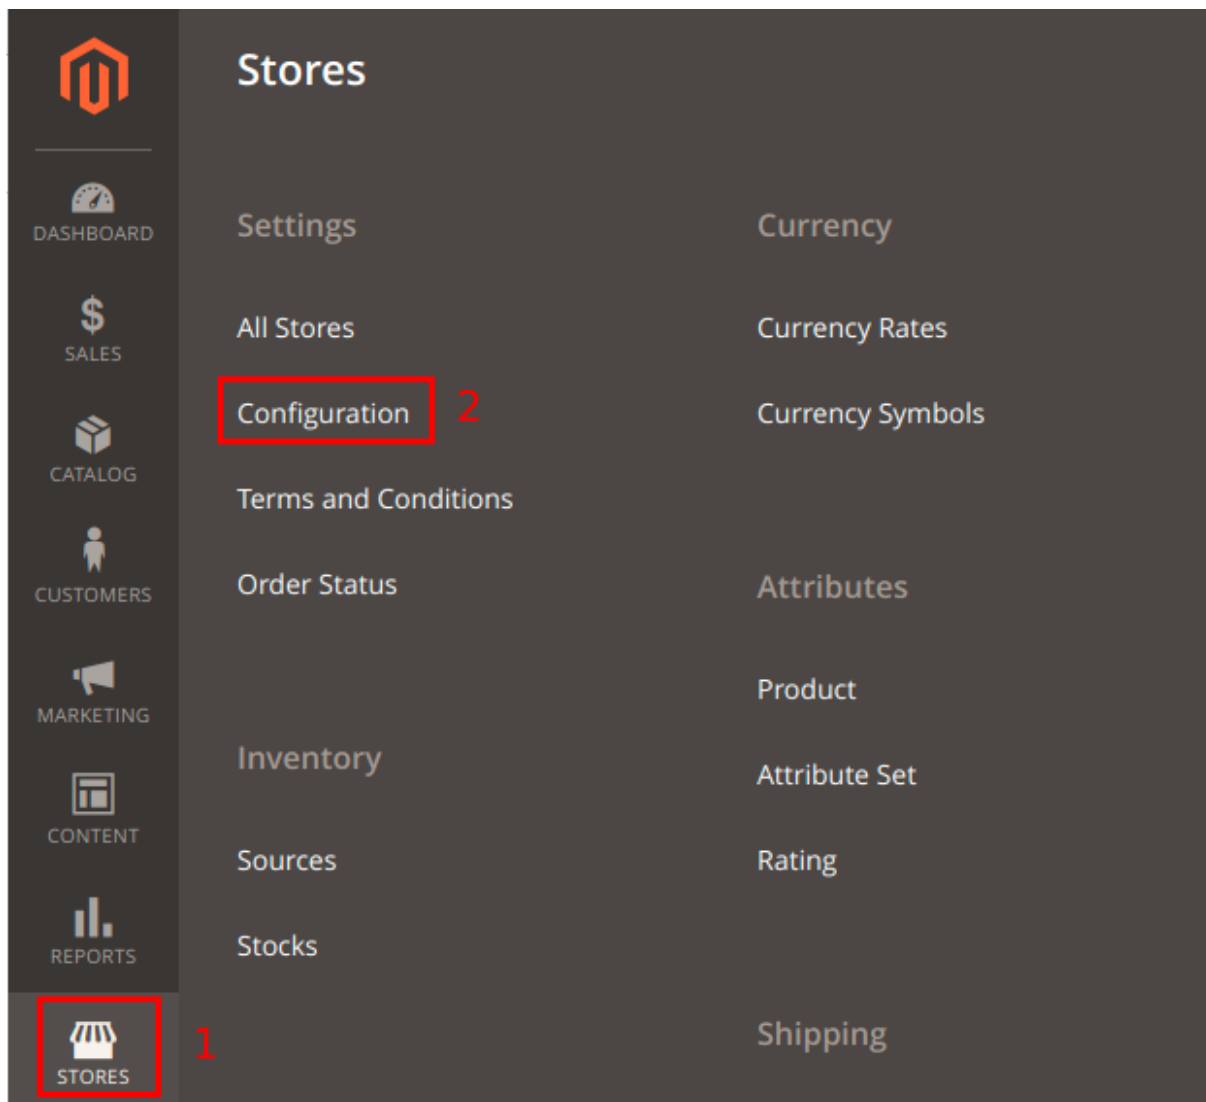 Stores
DASHBOARD
SALES
CATALOG
CUSTOMERS
MARKETING
CONTENT
REPORTS
STORES
1
Settings
All Stores
Configuration
2
Terms and Conditions
Order Status
Inventory
Sources
Stocks
Currency
Currency Rates
Currency Symbols
Attributes
Product
Attribute Set
Rating
Shipping